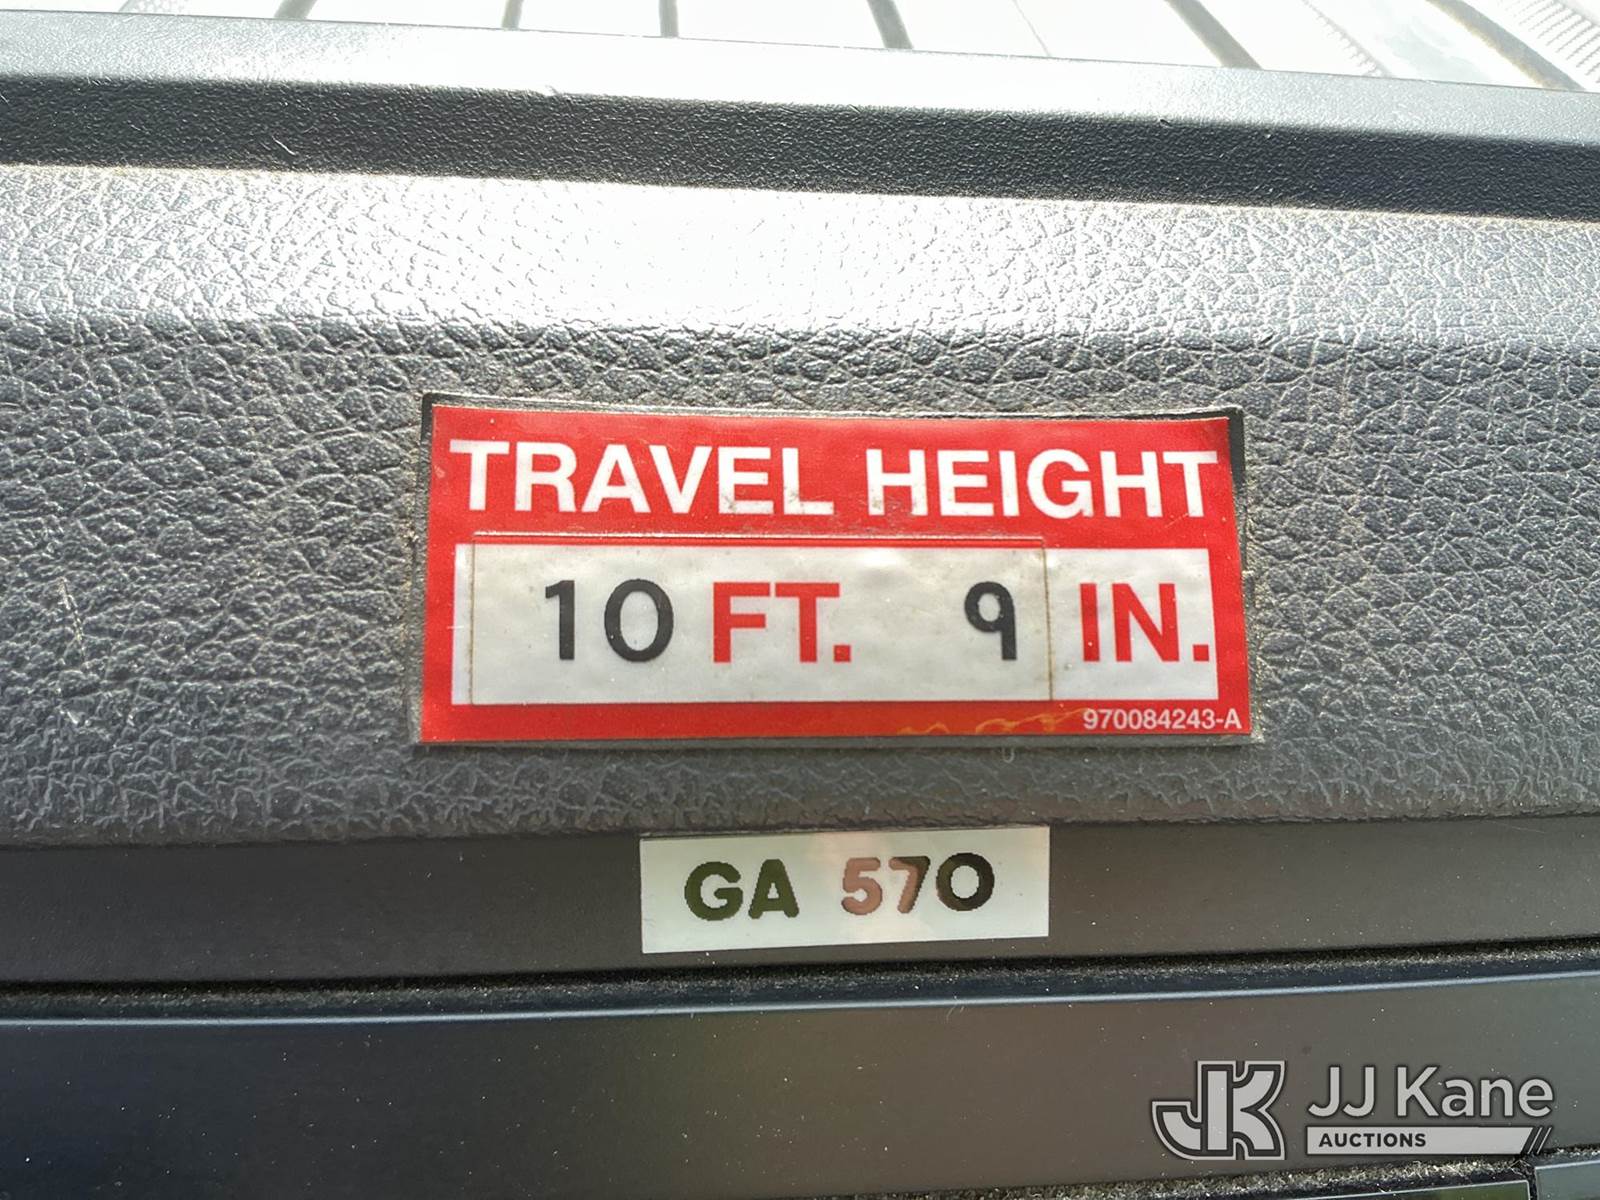 TRAVEL HEIGHT
10 FT. 9 IN.
970084243-A
GA 570
JJ Kane
AUCTIONS